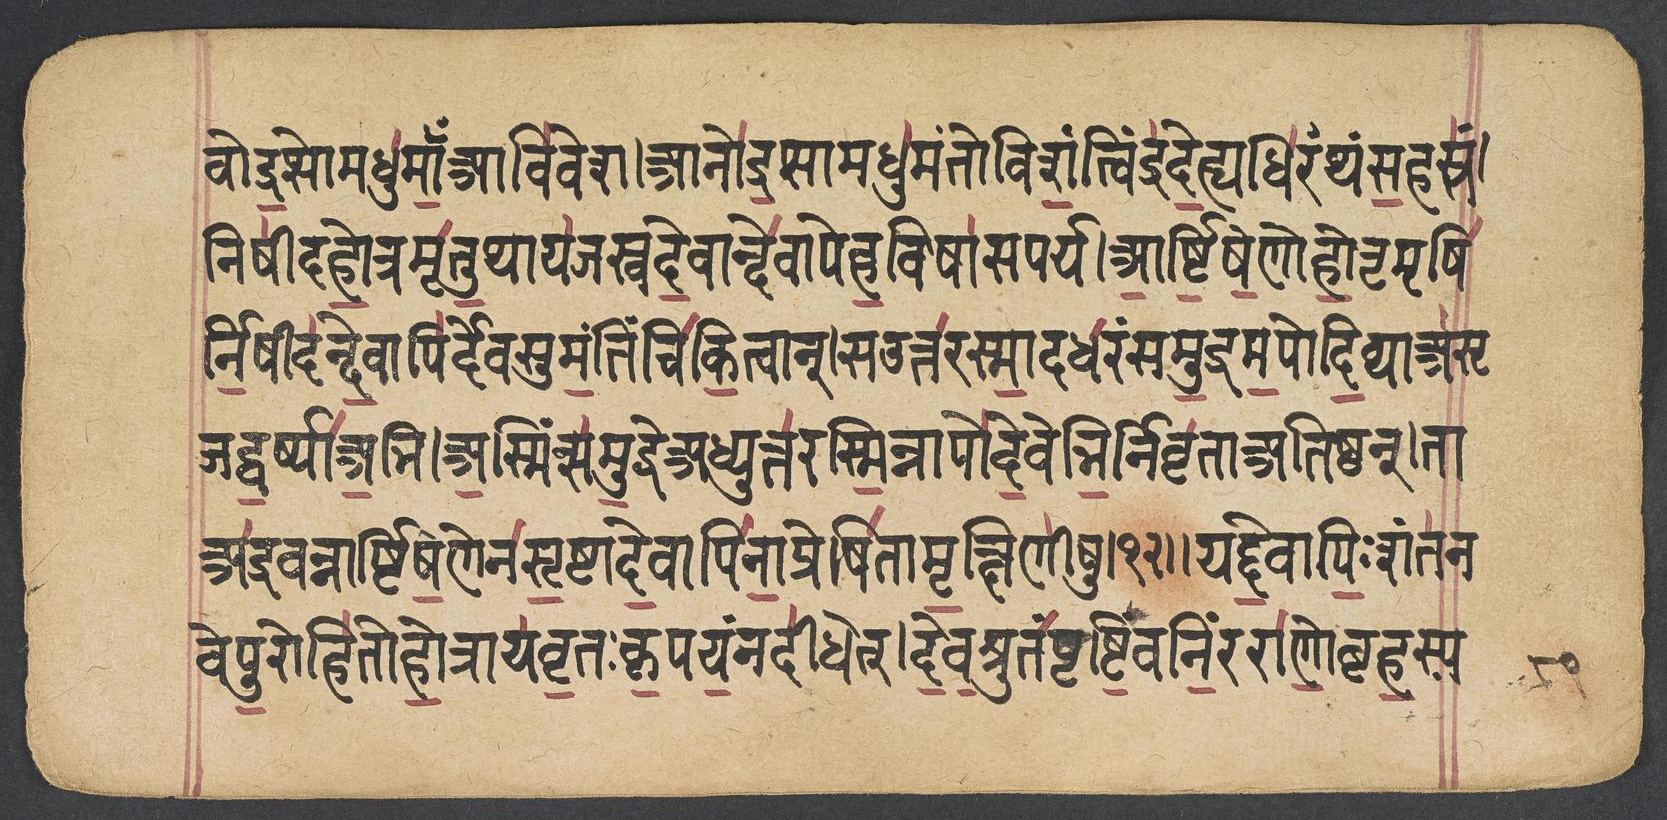 वोद्रप्सोमधुमाँआविवेश।आनोद्रप्सामधुमंतोविशंत्विंद्रदेह्यधिरथंसहस्रं।
निषीदहोत्रमृतुथायजस्वदेवान्देवापेहविषासपर्य।आर्ष्टिषेणोहोत्रमृषि
र्निषीदन्देवापिर्देवसुमतिंचिकित्वान्।सउत्तरस्मादधरंसमुद्रमपोदिव्याअसृ
जद्वर्ष्याअभि।अस्मिंत्समुद्रेअध्युत्तरस्मिन्नापोदेवेभिर्निवृताअतिष्ठन्।ता
अद्रवन्नार्ष्टिषेणेनसृष्टादेवापिनाप्रेषितामृक्षिणीषु।१२॥यद्देवापिःशंतन
वेपुरोहितोहोत्रायवृतःकृपयंनदीधेत्।देवश्रुतंवृष्टिवनिंरराणोबृहस्प